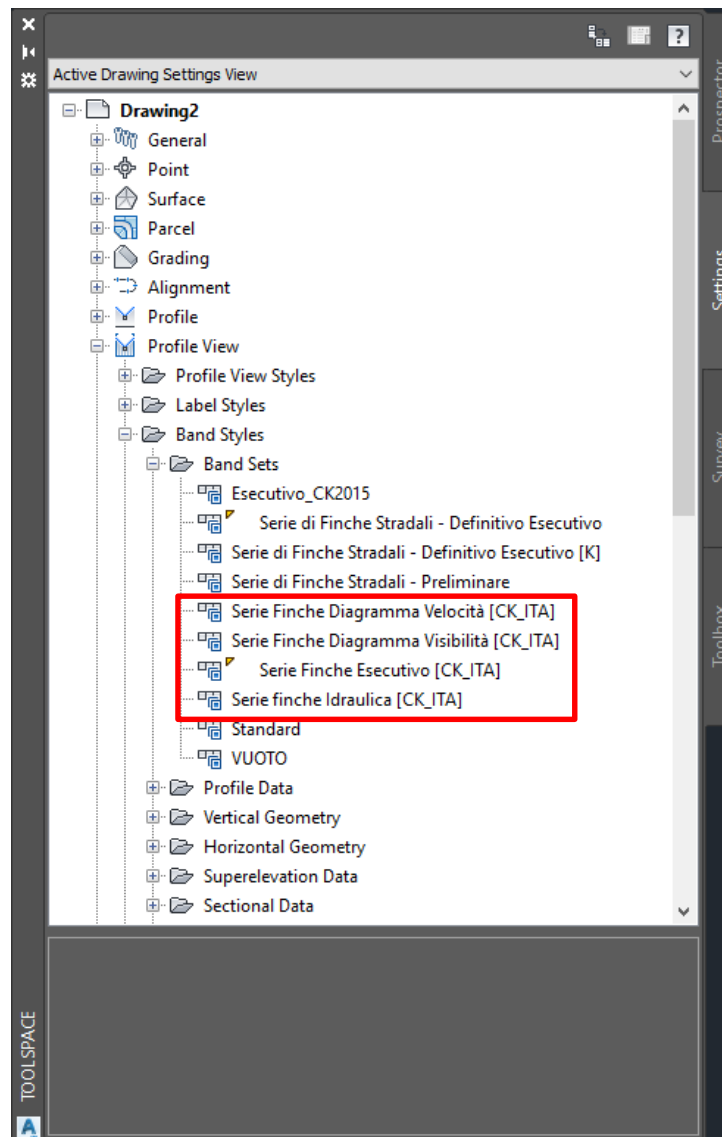 Active Drawing Settings View
Drawing2
General
Point
Surface
Parcel
Grading
Alignment
Profile
Profile View
Profile View Styles
Label Styles
Band Styles
Band Sets
Esecutivo_CK2015
Serie di Finche Stradali - Definitivo Esecutivo
Serie di Finche Stradali - Definitivo Esecutivo [K]
Serie di Finche Stradali - Preliminare
Serie Finche Diagramma Velocità [CK_ITA]
Serie Finche Diagramma Visibilità [CK_ITA]
Serie Finche Esecutivo [CK_ITA]
Serie finche Idraulica [CK_ITA]
Standard
VUOTO
Profile Data
Vertical Geometry
Horizontal Geometry
Superelevation Data
Sectional Data
Prospector
Settings
Survey
Toolbox
TOOLSPACE